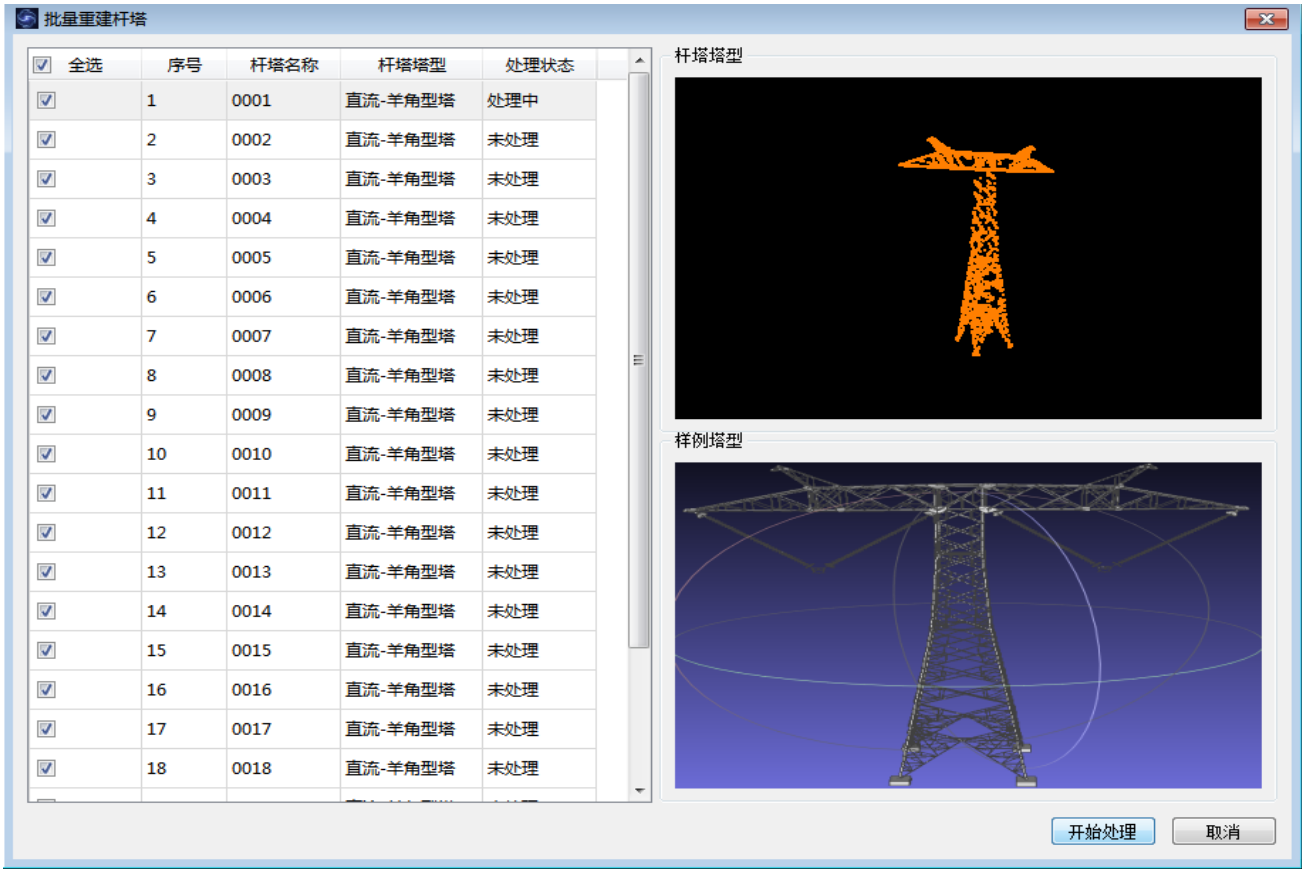 批量重建杆塔
全选 序号 杆塔名称 杆塔塔型 处理状态
1 0001 直流-羊角型塔 处理中
2 0002 直流-羊角型塔 未处理
3 0003 直流-羊角型塔 未处理
4 0004 直流-羊角型塔 未处理
5 0005 直流-羊角型塔 未处理
6 0006 直流-羊角型塔 未处理
7 0007 直流-羊角型塔 未处理
8 0008 直流-羊角型塔 未处理
9 0009 直流-羊角型塔 未处理
10 0010 直流-羊角型塔 未处理
11 0011 直流-羊角型塔 未处理
12 0012 直流-羊角型塔 未处理
13 0013 直流-羊角型塔 未处理
14 0014 直流-羊角型塔 未处理
15 0015 直流-羊角型塔 未处理
16 0016 直流-羊角型塔 未处理
17 0017 直流-羊角型塔 未处理
18 0018 直流-羊角型塔 未处理
杆塔塔型
样例塔型
开始处理 取消